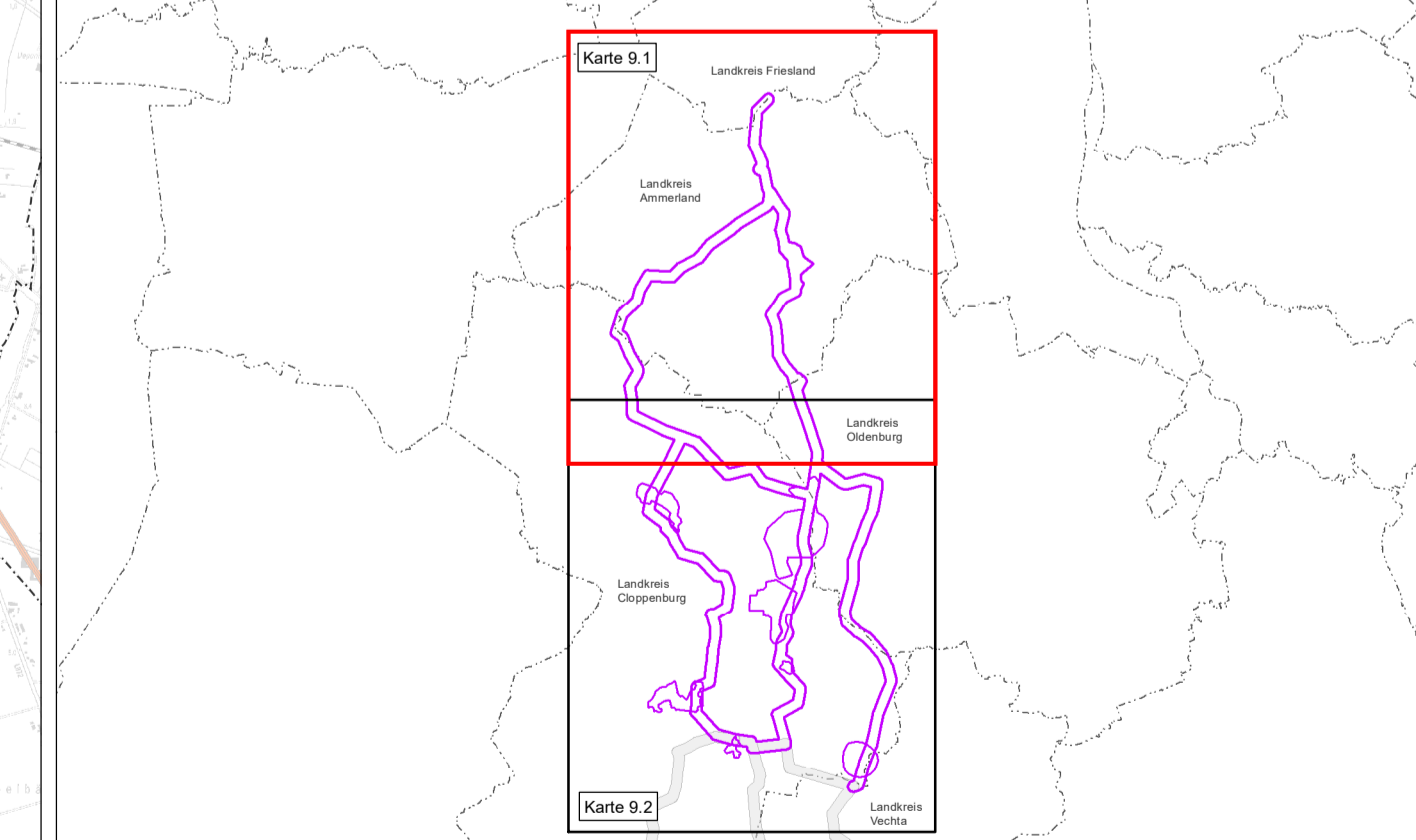 Karte 9.1
Landkreis Friesland
Landkreis
Ammerland
Landkreis
Oldenburg
Landkreis
Cloppenburg
Karte 9.2
Landkreis
Vechta